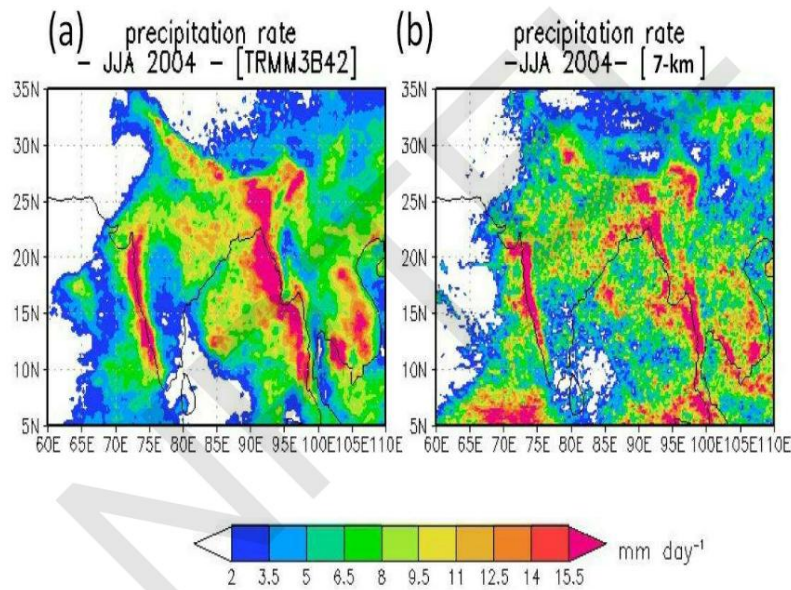 (a) precipitation rate
– JJA 2004 – [TRMM3B42]
(b) precipitation rate
–JJA 2004– [ 7-km ]
35N
30N
25N
20N
15N
10N
5N
60E 65E 70E 75E 80E 85E 90E 95E 100E105E110E
35N
30N
25N
20N
15N
10N
5N
60E 65E 70E 75E 80E 85E 90E 95E 100E105E110E
2 3.5 5 6.5 8 9.5 11 12.5 14 15.5
mm day⁻¹